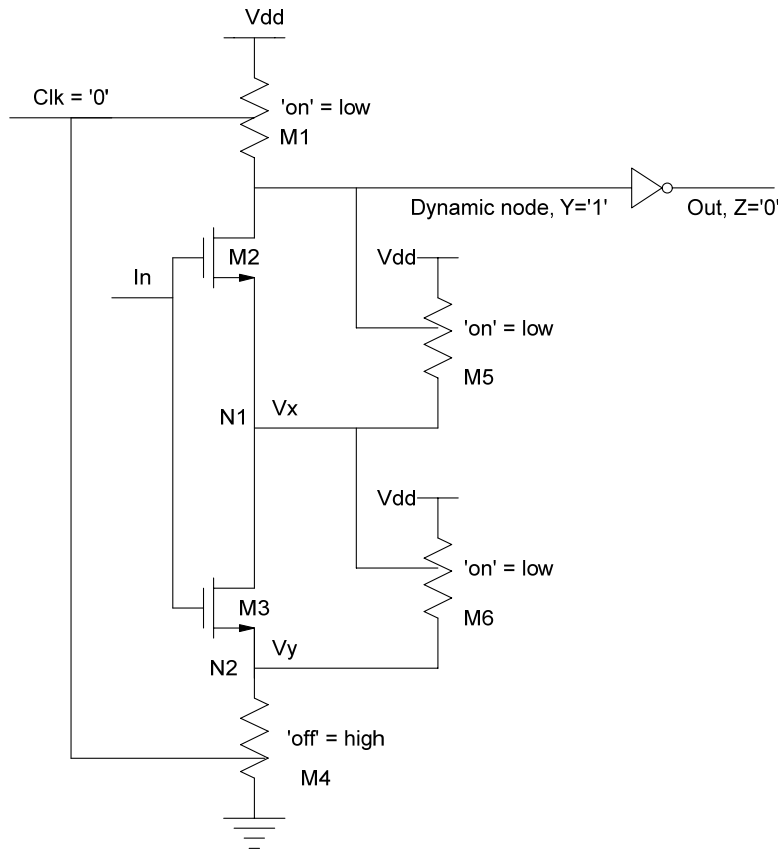 Vdd
Clk = '0'
'on' = low
M1
Dynamic node, Y='1'
Out, Z='0'
M2
In
Vdd
'on' = low
M5
N1
Vx
Vdd
'on' = low
M6
M3
Vy
N2
'off' = high
M4